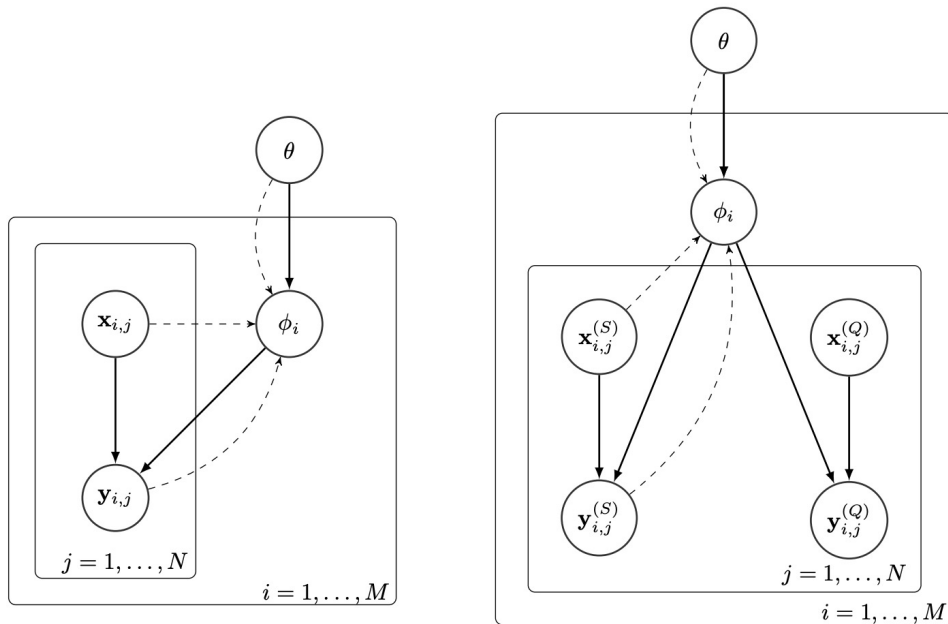 θ
x_{i,j}
ϕ_i
y_{i,j}
j = 1, . . . , N
i = 1, . . . , M
θ
ϕ_i
x_{i,j}^{(S)}
x_{i,j}^{(Q)}
y_{i,j}^{(S)}
y_{i,j}^{(Q)}
j = 1, . . . , N
i = 1, . . . , M